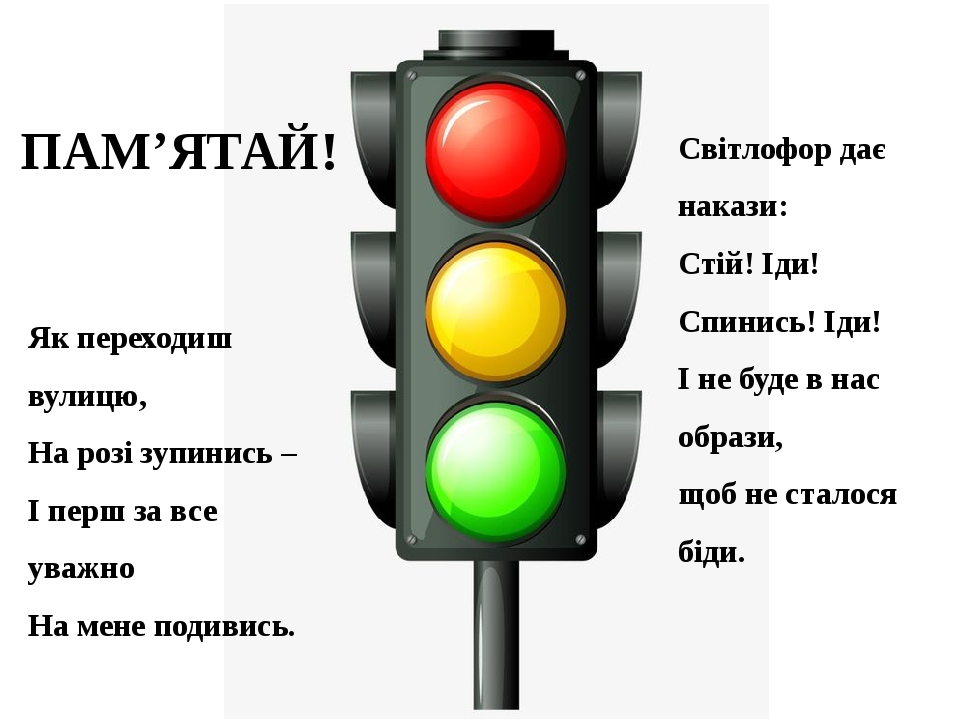 ПАМ’ЯТАЙ!
Як переходиш
вулицю,
На розі зупинись –
І перш за все
уважно
На мене подивись.
Світлофор дає
накази:
Стій! Іди!
Спинись! Іди!
І не буде в нас
образи,
щоб не сталося
біди.